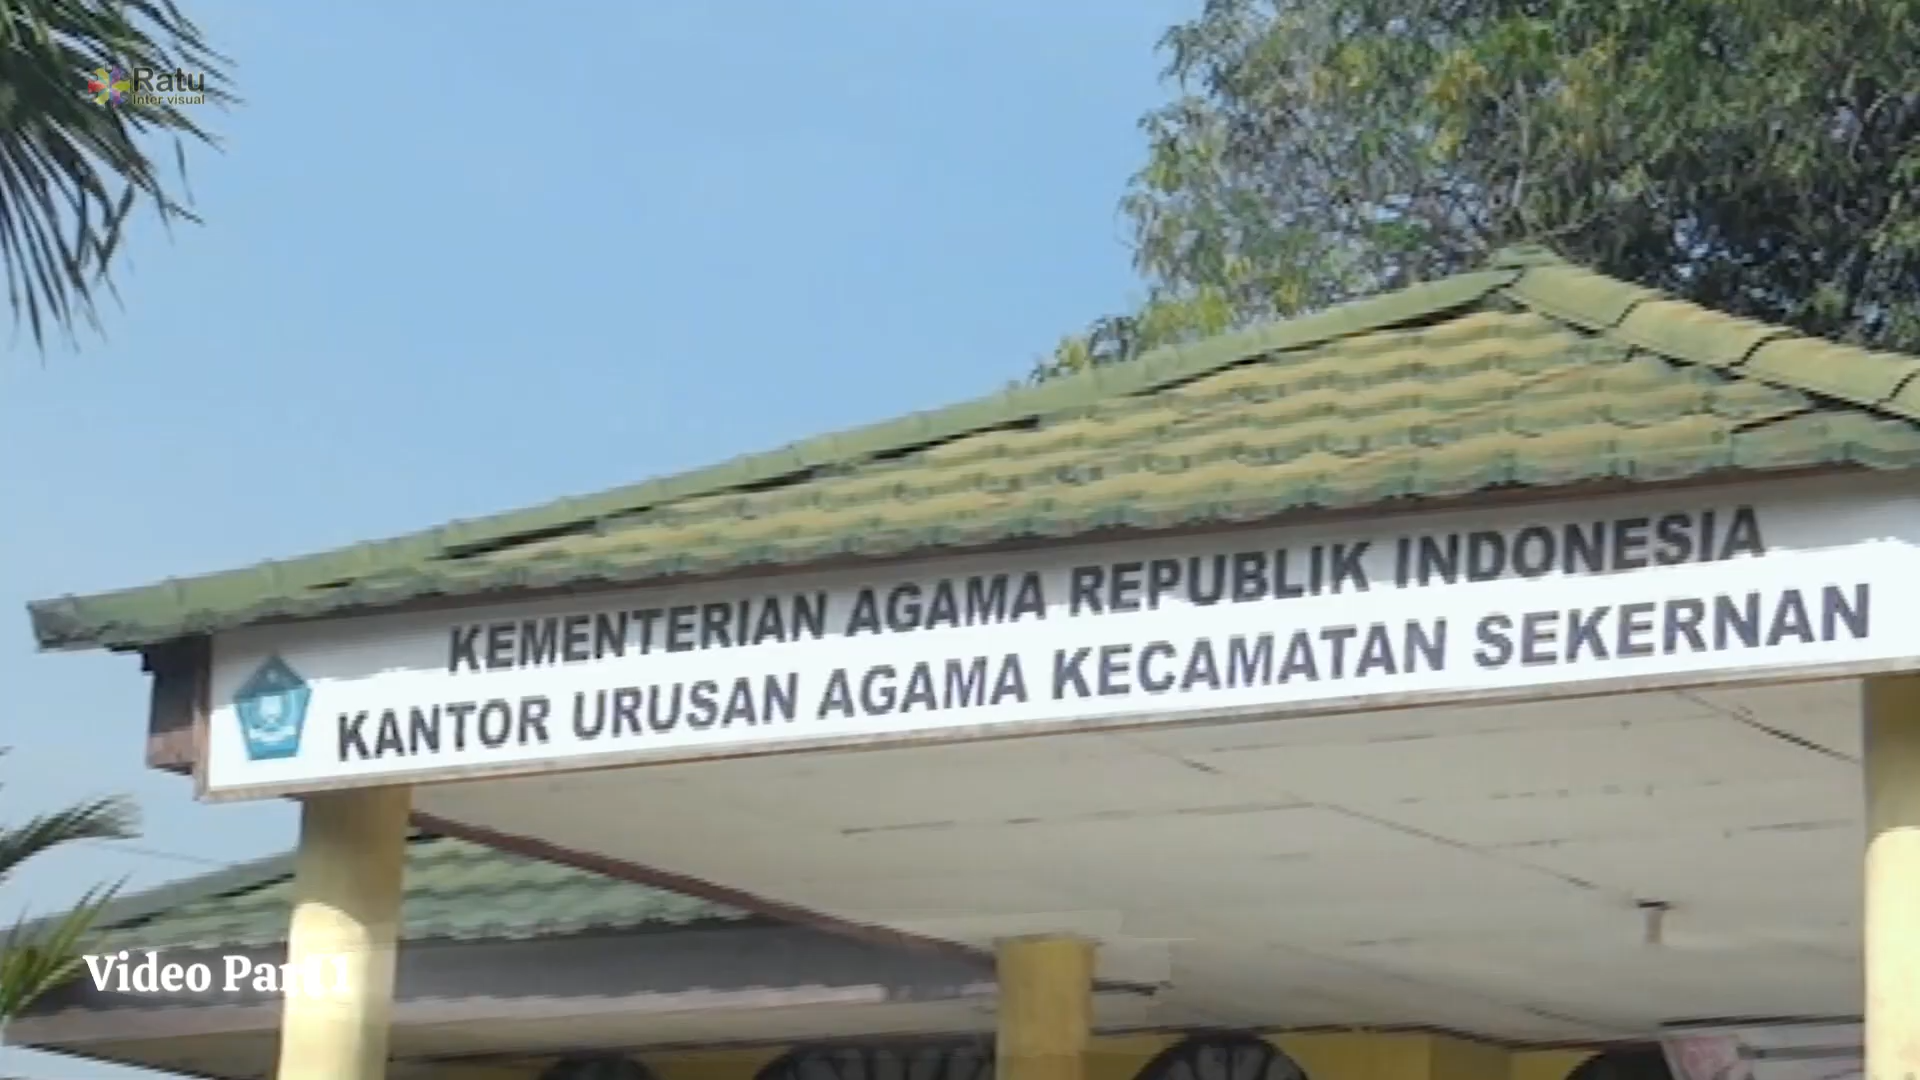 Ratu
Inter visual
KEMENTERIAN AGAMA REPUBLIK INDONESIA
KANTOR URUSAN AGAMA KECAMATAN SEKERNAN
Video Part 1